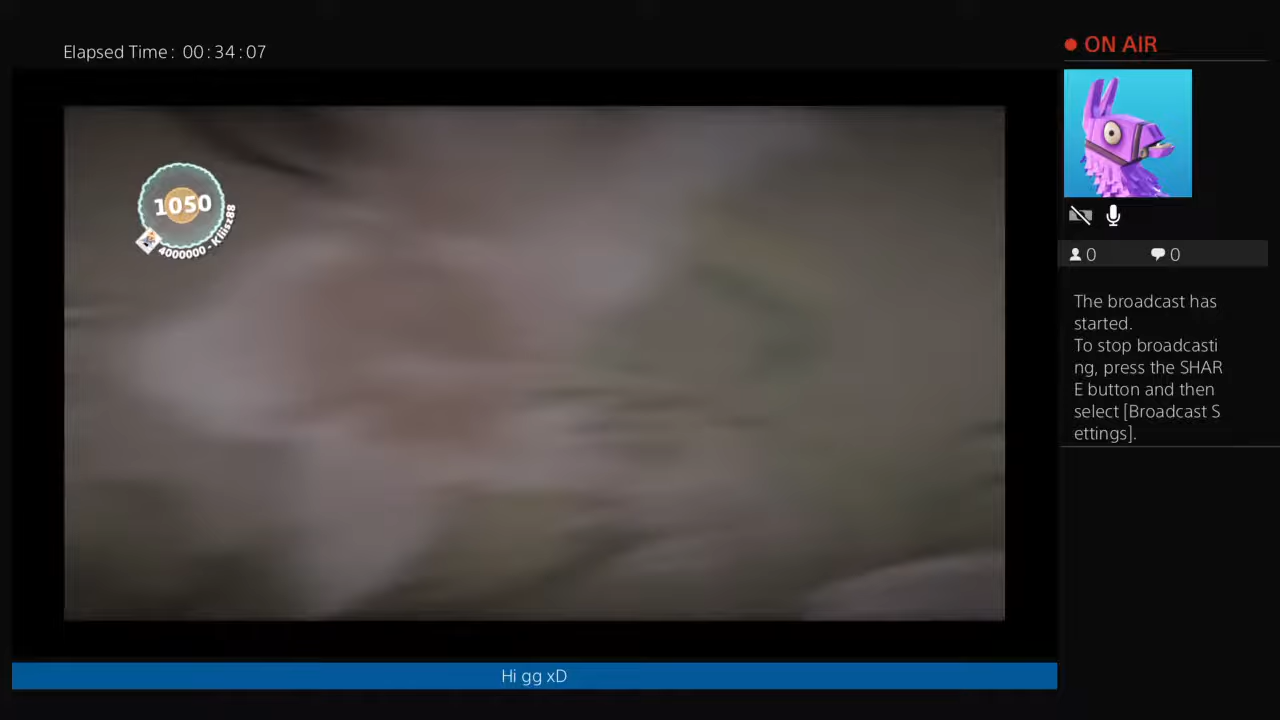 Elapsed Time: 00:34:07
ON AIR
1050
4000000 - Kliisz88
0 0
The broadcast has
started.
To stop broadcasti
ng, press the SHAR
E button and then
select [Broadcast S
ettings].
Hi gg xD